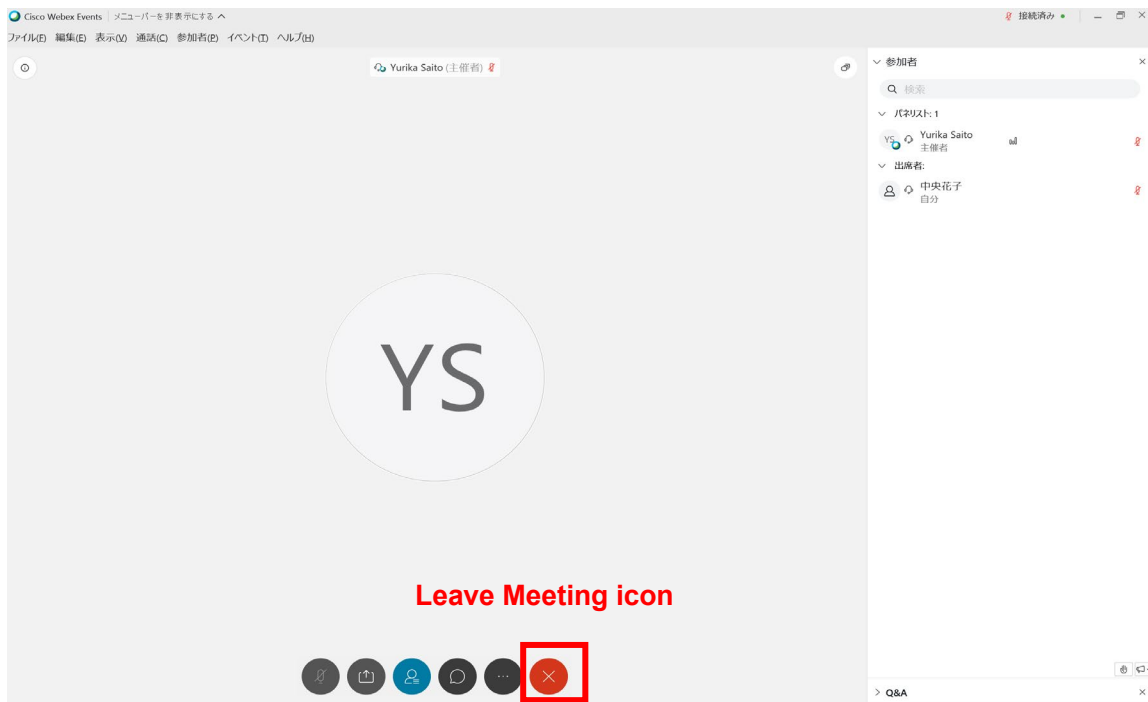 Cisco Webex Events メニューバーを非表示にする 接続済み
ファイル(F) 編集(E) 表示(V) 通話(C) 参加者(P) イベント(T) ヘルプ(H)
Yurika Saito (主催者)
参加者
検索
パネリスト: 1
YS
Yurika Saito
主催者
出席者:
中央花子
自分
YS
Leave Meeting icon
Q&A